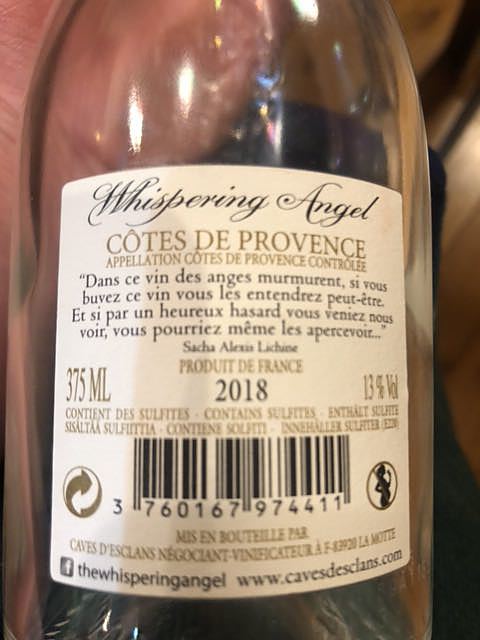 Whispering Angel
CÔTES DE PROVENCE
APPELLATION CÔTES DE PROVENCE CONTRÔLÉE
"Dans ce vin des anges murmurent, si vous
buvez ce vin vous les entendrez peut-être.
Et si par un heureux hasard vous veniez nous
voir, vous pourriez même les apercevoir..."
Sacha Alexis Lichine
PRODUIT DE FRANCE
375 ML 2018 13 % Vol
CONTIENT DES SULFITES - CONTAINS SULFITES - ENTHÄLT SULFITE
SISÄLTÄÄ SULFIITTIA - CONTIENE SOLFITI - INNEHÅLLER SULFITER (E220)
3 760167 974411
MIS EN BOUTEILLE PAR
CAVES D'ESCLANS NÉGOCIANT-VINIFICATEUR À F-83920 LA MOTTE
f thewhisperingangel www.cavesdesclans.com